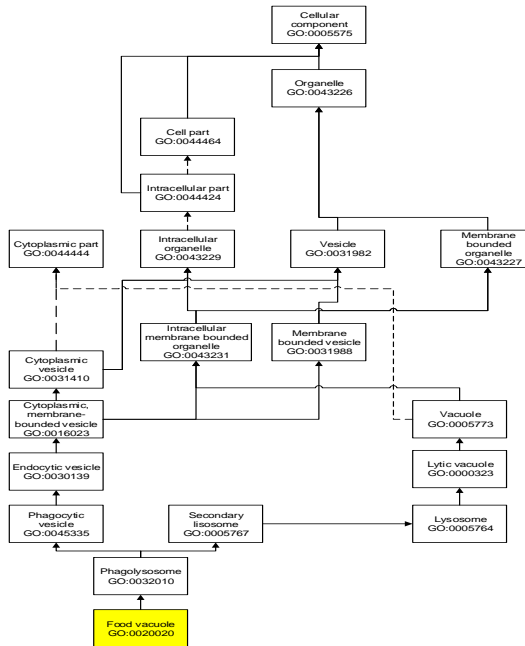 Cellular
component
GO:0005575
Organelle
GO:0043226
Cell part
GO:0044464
Intracellular part
GO:0044424
Cytoplasmic part
GO:0044444
Intracellular
organelle
GO:0043229
Vesicle
GO:0031982
Membrane
bounded
organelle
GO:0043227
Intracellular
membrane bounded
organelle
GO:0043231
Membrane
bounded vesicle
GO:0031988
Cytoplasmic
vesicle
GO:0031410
Cytoplasmic,
membrane-
bounded vesicle
GO:0016023
Vacuole
GO:0005773
Endocytic vesicle
GO:0030139
Lytic vacuole
GO:0000323
Phagocytic
vesicle
GO:0045335
Secondary
lisosome
GO:0005767
Lysosome
GO:0005764
Phagolysosome
GO:0032010
Food vacuole
GO:0020020